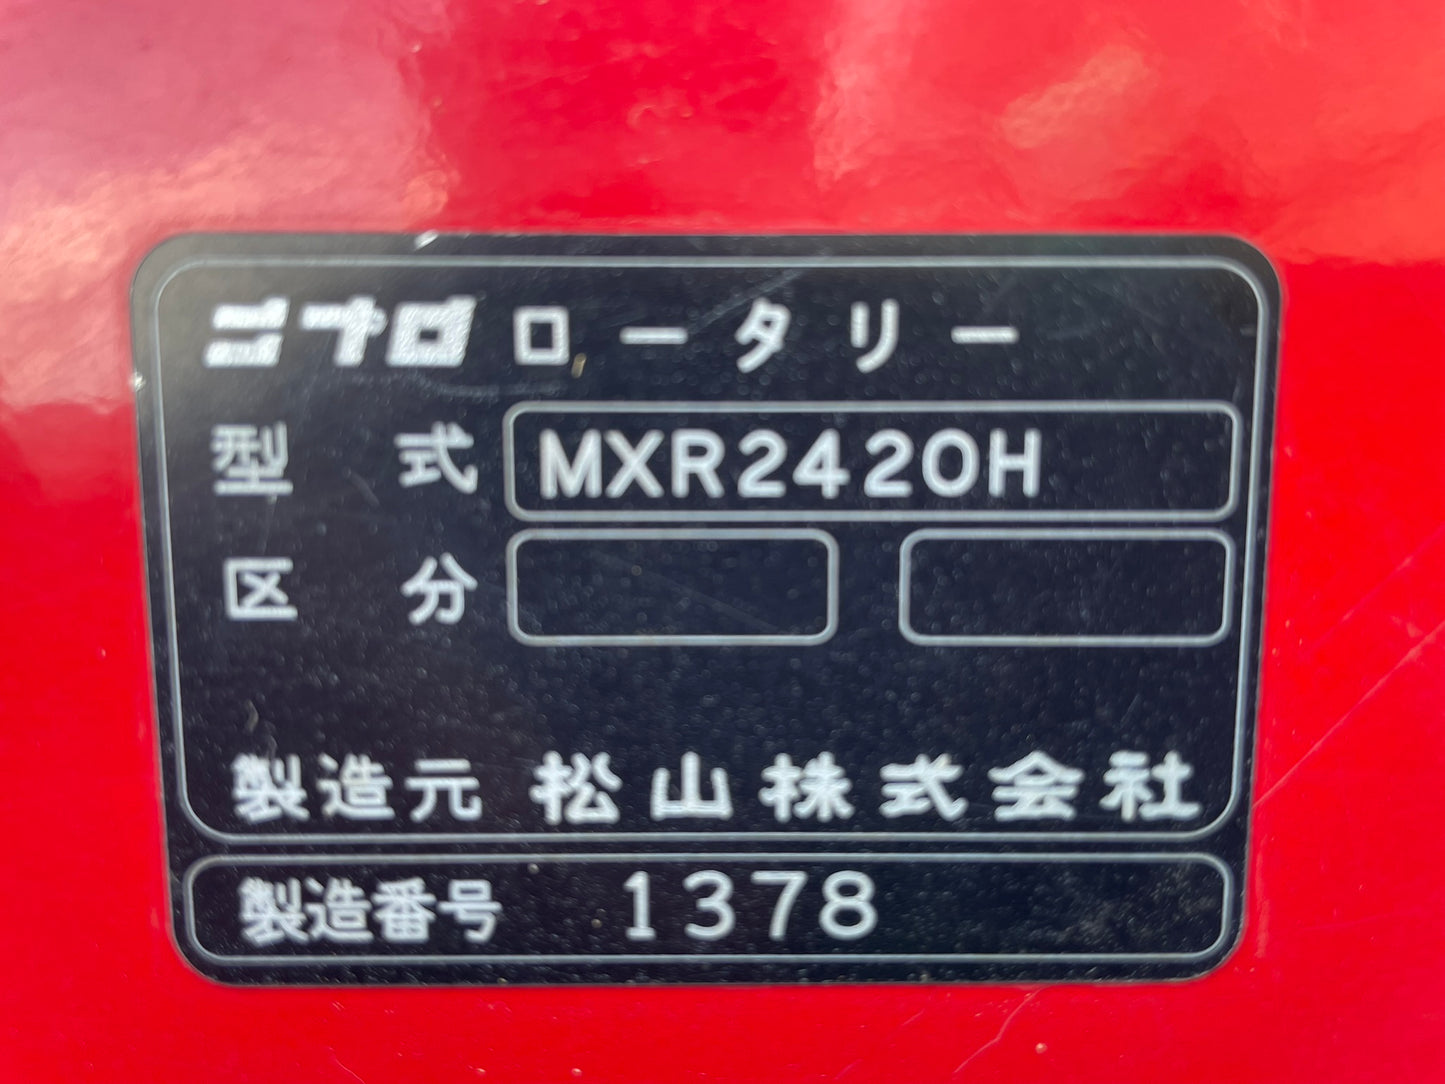 ニプロ ロータリー
型式 MXR2420H
区分
製造元 松山株式会社
製造番号 1378